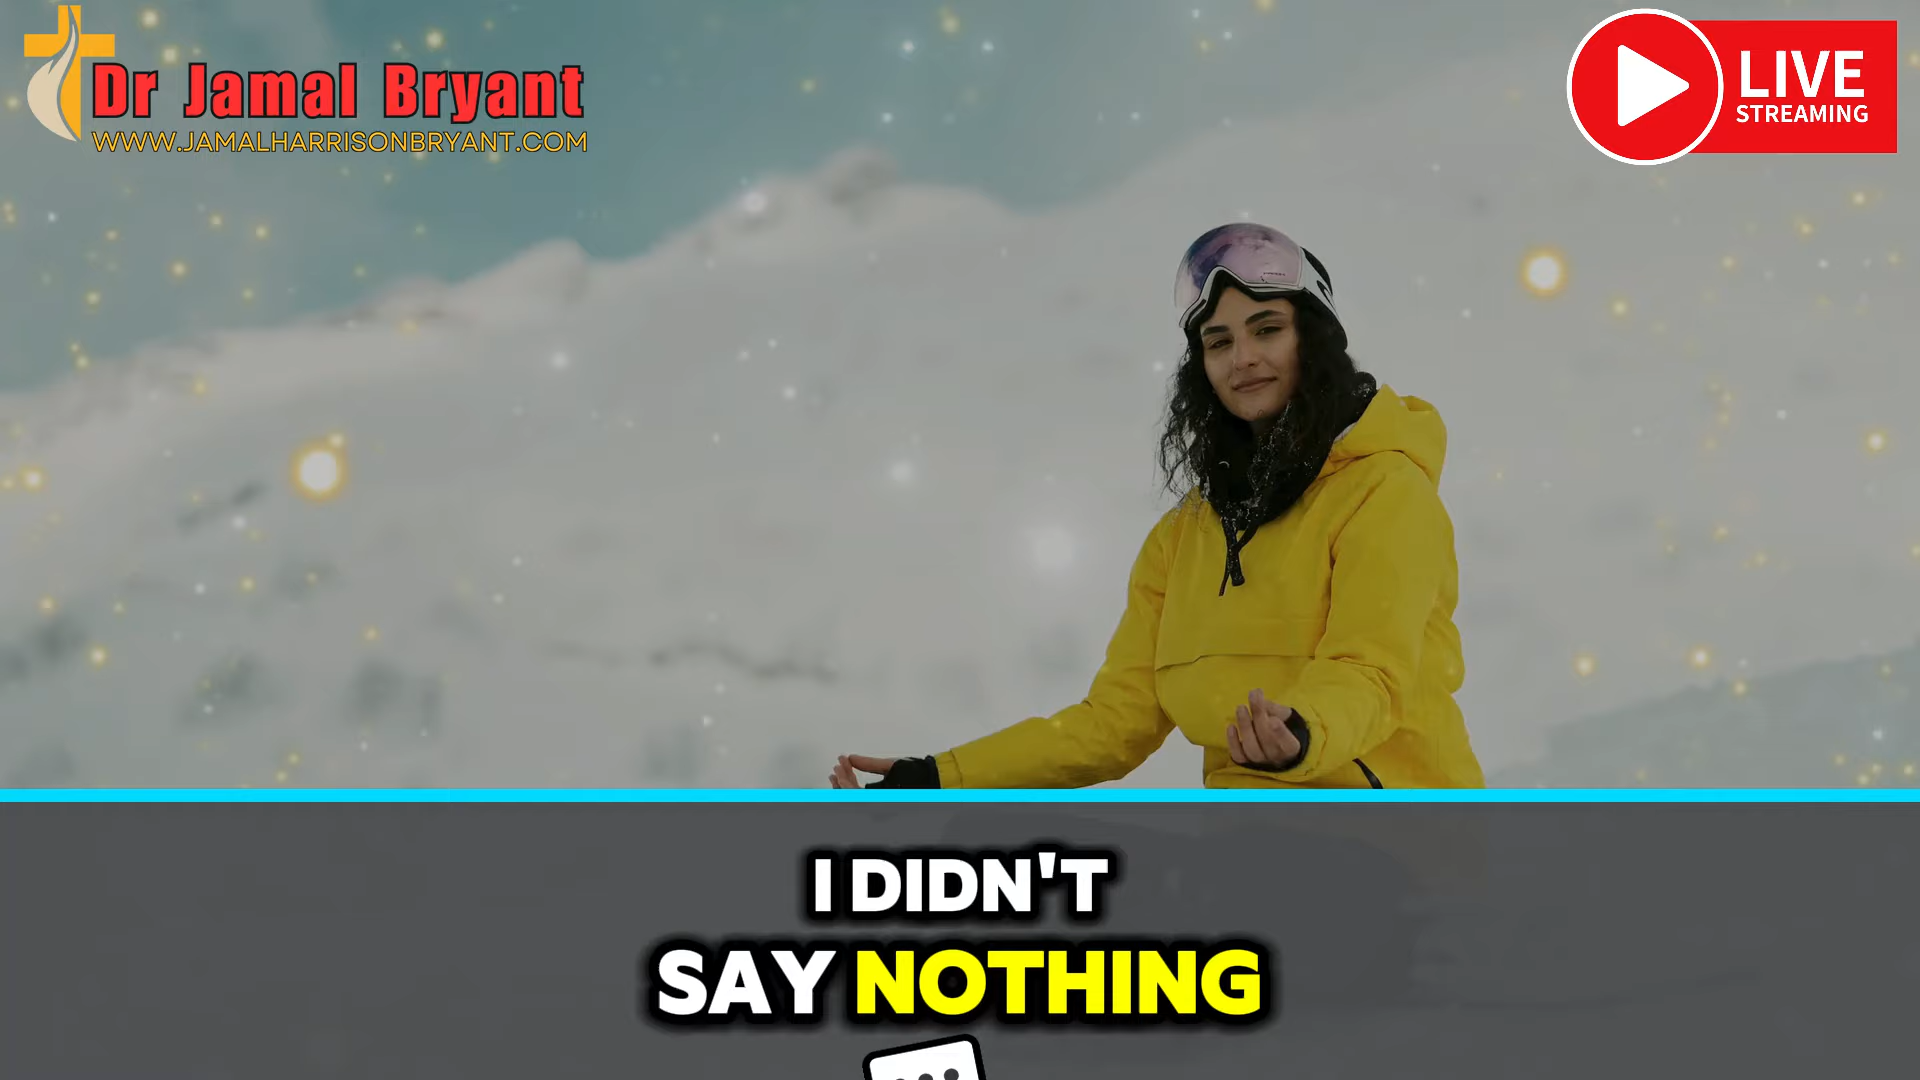 Dr Jamal Bryant
WWW.JAMALHARRISONBRYANT.COM
LIVE
STREAMING
I DIDN'T
SAY NOTHING